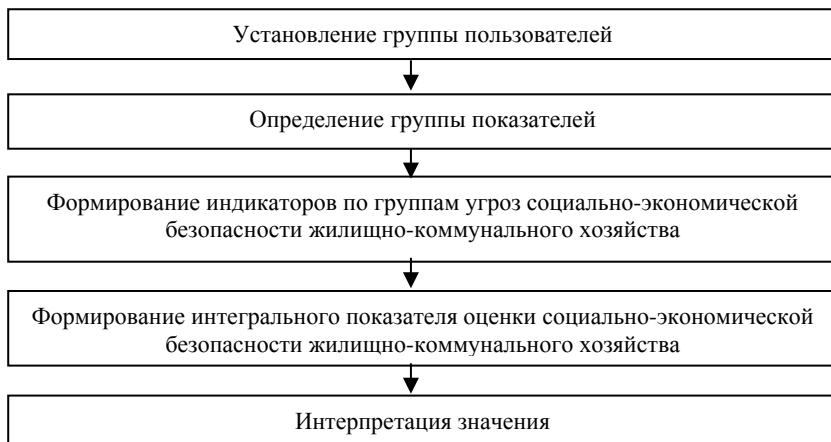 Установление группы пользователей
Определение группы показателей
Формирование индикаторов по группам угроз социально-экономической
безопасности жилищно-коммунального хозяйства
Формирование интегрального показателя оценки социально-экономической
безопасности жилищно-коммунального хозяйства
Интерпретация значения